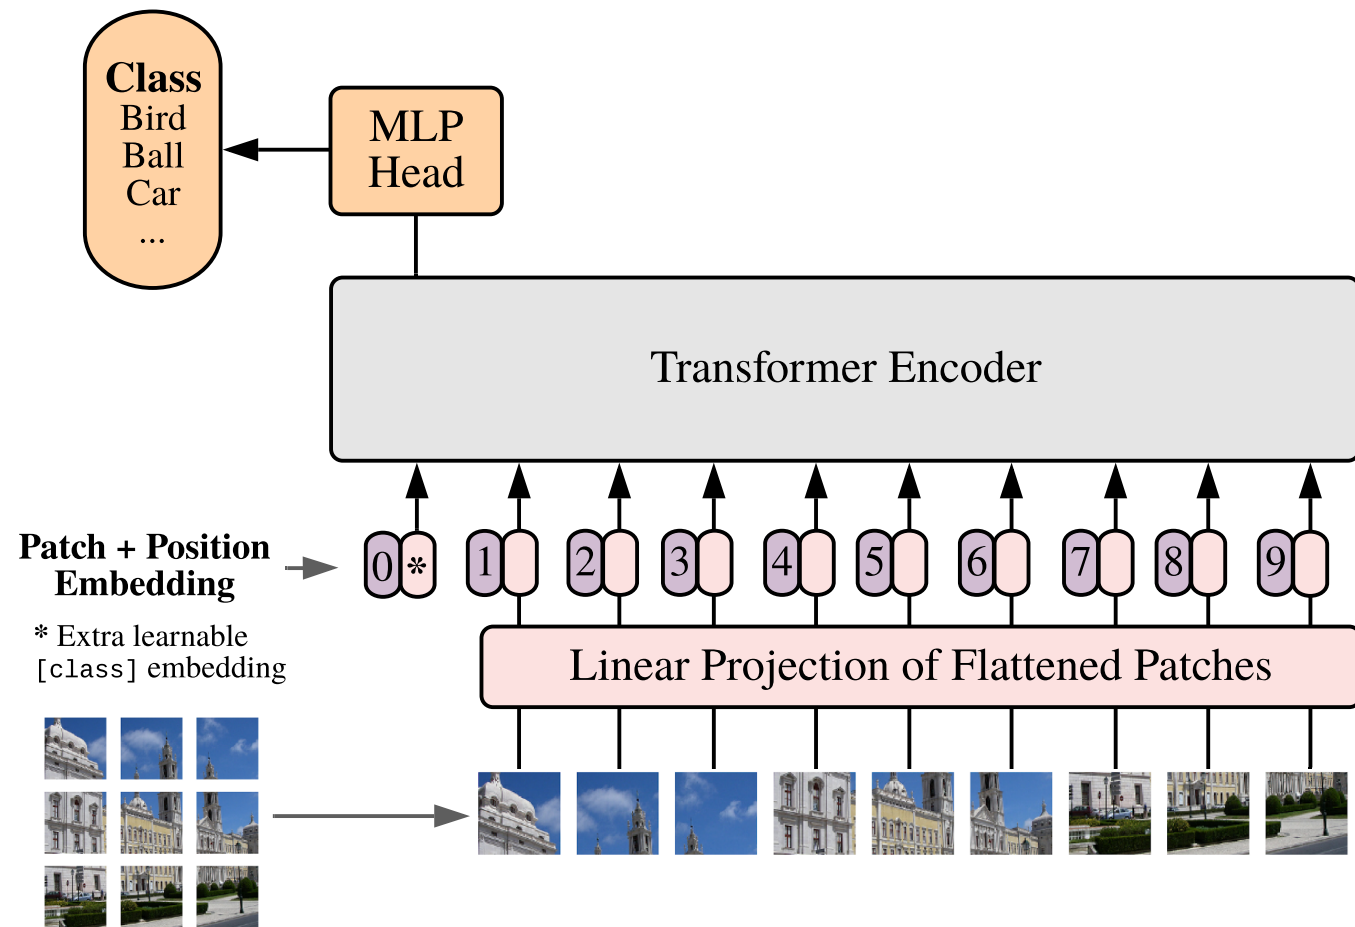 Class
Bird
Ball
Car
...
MLP
Head
Transformer Encoder
Patch + Position
Embedding
0 * 1 2 3 4 5 6 7 8 9
* Extra learnable
[class] embedding
Linear Projection of Flattened Patches